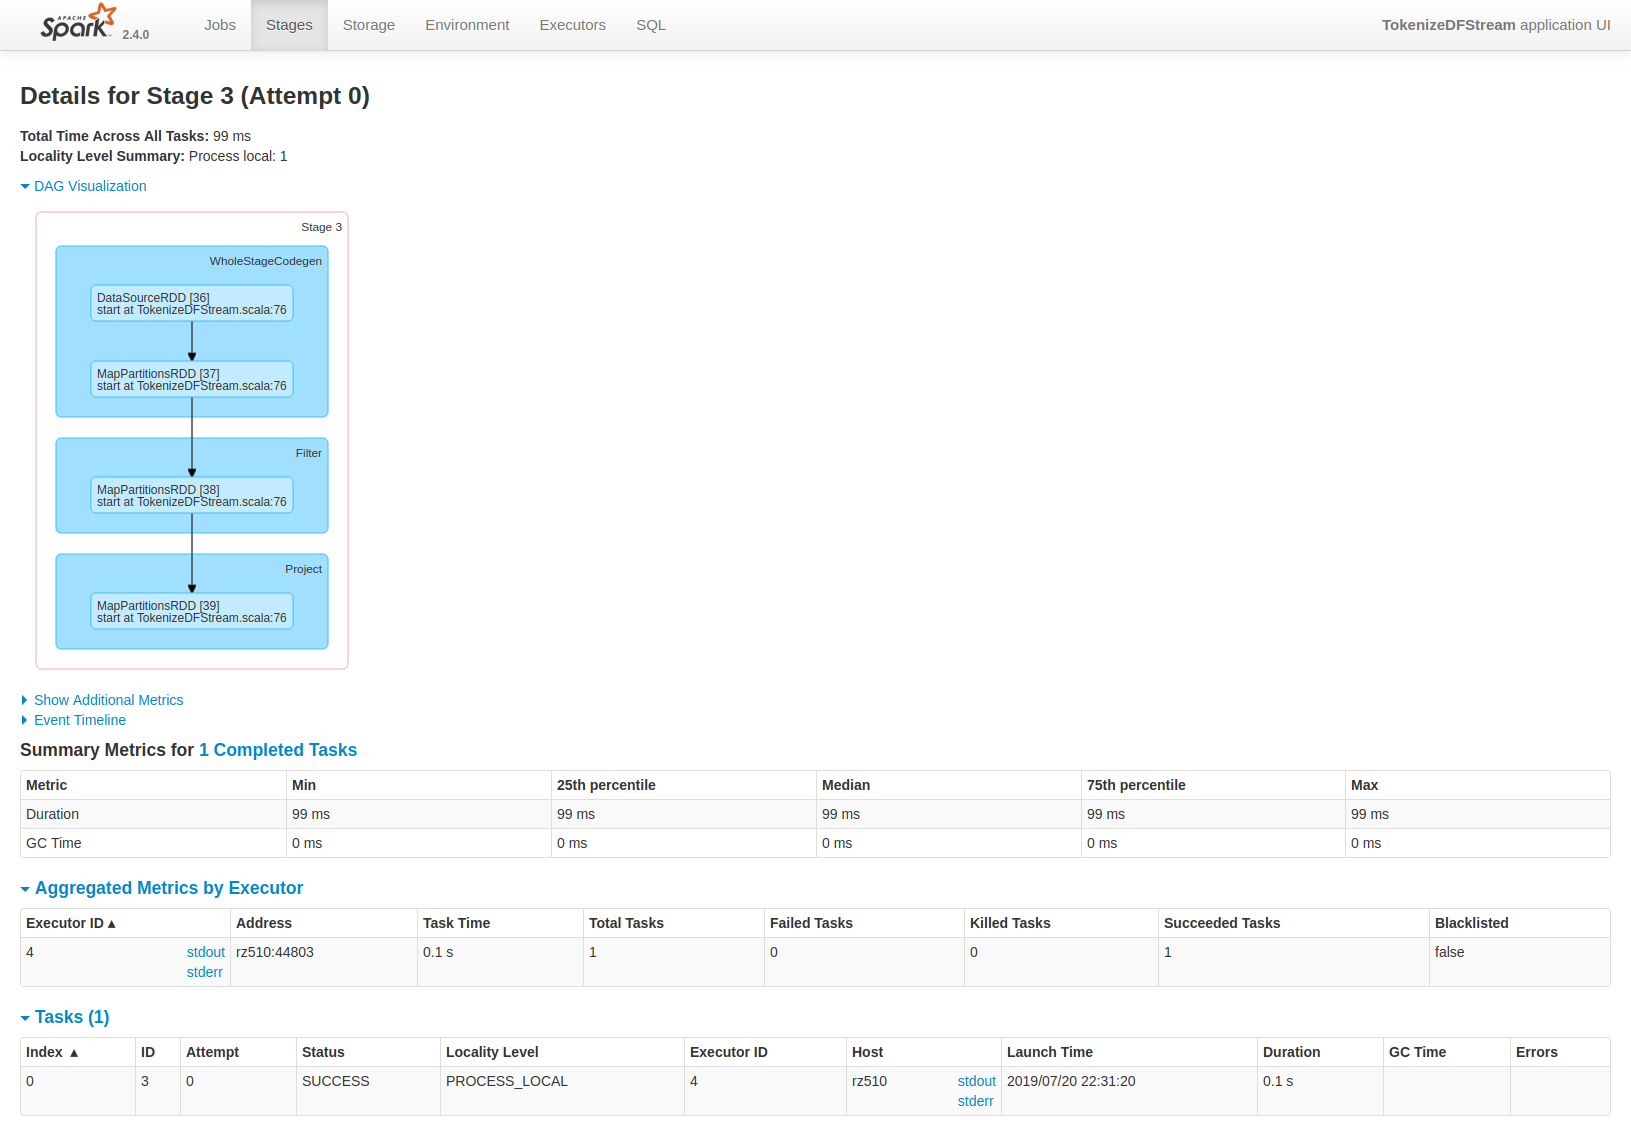 APACHE
Spark 2.4.0 Jobs Stages Storage Environment Executors SQL TokenizeDFStream application UI
Details for Stage 3 (Attempt 0)
Total Time Across All Tasks: 99 ms
Locality Level Summary: Process local: 1
DAG Visualization
Stage 3
WholeStageCodegen
DataSourceRDD [36]
start at TokenizeDFStream.scala:76
MapPartitionsRDD [37]
start at TokenizeDFStream.scala:76
Filter
MapPartitionsRDD [38]
start at TokenizeDFStream.scala:76
Project
MapPartitionsRDD [39]
start at TokenizeDFStream.scala:76
Show Additional Metrics
Event Timeline
Summary Metrics for 1 Completed Tasks
Metric Min 25th percentile Median 75th percentile Max
Duration 99 ms 99 ms 99 ms 99 ms 99 ms
GC Time 0 ms 0 ms 0 ms 0 ms 0 ms
Aggregated Metrics by Executor
Executor ID ▴ Address Task Time Total Tasks Failed Tasks Killed Tasks Succeeded Tasks Blacklisted
4 stdout rz510:44803 0.1 s 1 0 0 1 false
stderr
Tasks (1)
Index ▴ ID Attempt Status Locality Level Executor ID Host Launch Time Duration GC Time Errors
0 3 0 SUCCESS PROCESS_LOCAL 4 rz510 stdout 2019/07/20 22:31:20 0.1 s
stderr